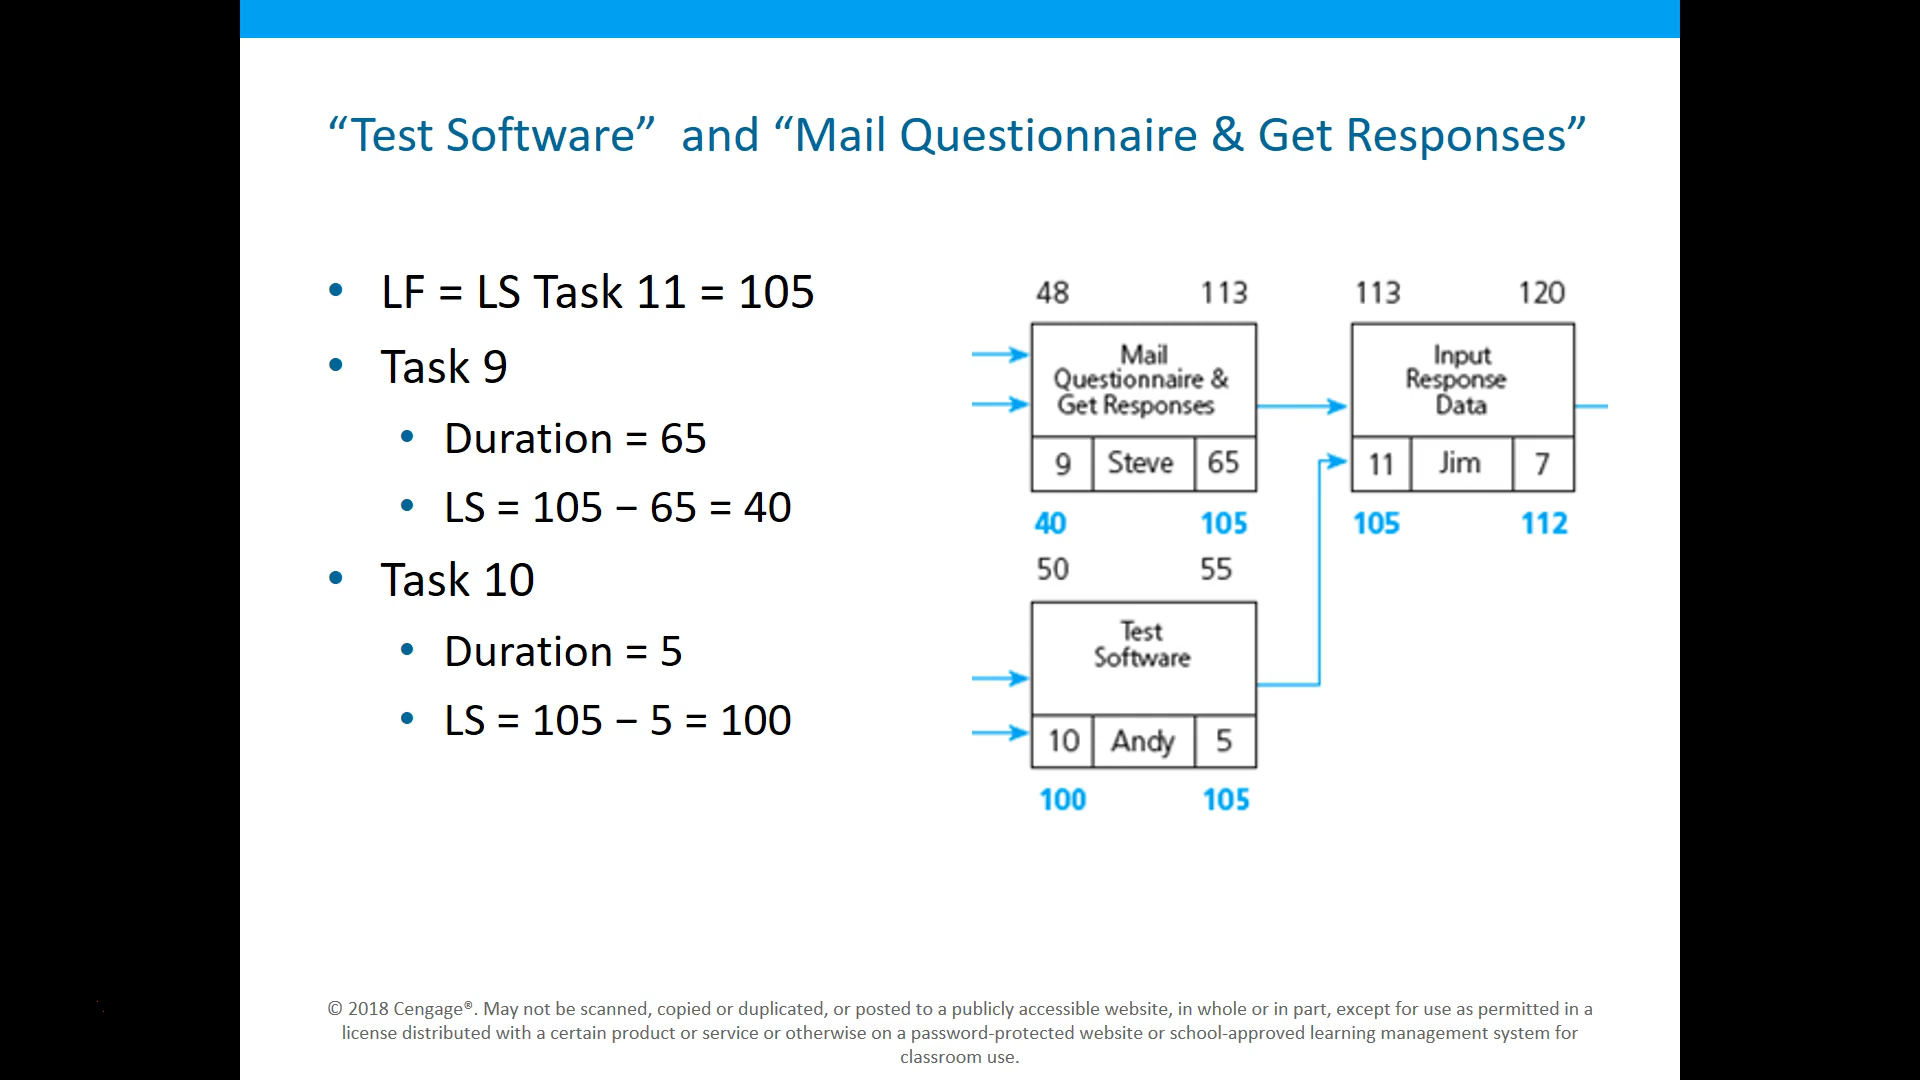 “Test Software”  and “Mail Questionnaire & Get Responses”
• LF = LS Task 11 = 105
• Task 9
• Duration = 65
• LS = 105 − 65 = 40
• Task 10
• Duration = 5
• LS = 105 − 5 = 100
48 113
Mail
Questionnaire &
Get Responses
9 Steve 65
40 105
113 120
Input
Response
Data
11 Jim 7
105 112
50 55
Test
Software
10 Andy 5
100 105
© 2018 Cengage®. May not be scanned, copied or duplicated, or posted to a publicly accessible website, in whole or in part, except for use as permitted in a
license distributed with a certain product or service or otherwise on a password-protected website or school-approved learning management system for
classroom use.